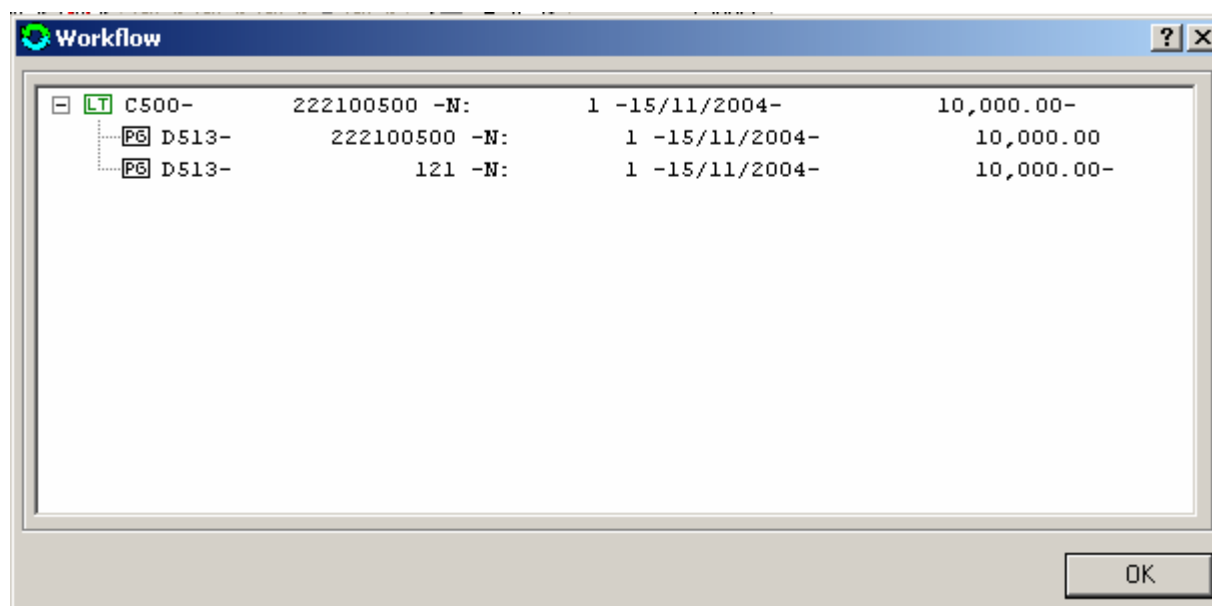 Workflow
LT C500- 222100500 -N: 1 -15/11/2004- 10,000.00-
PG D513- 222100500 -N: 1 -15/11/2004- 10,000.00
PG D513- 121 -N: 1 -15/11/2004- 10,000.00-
OK